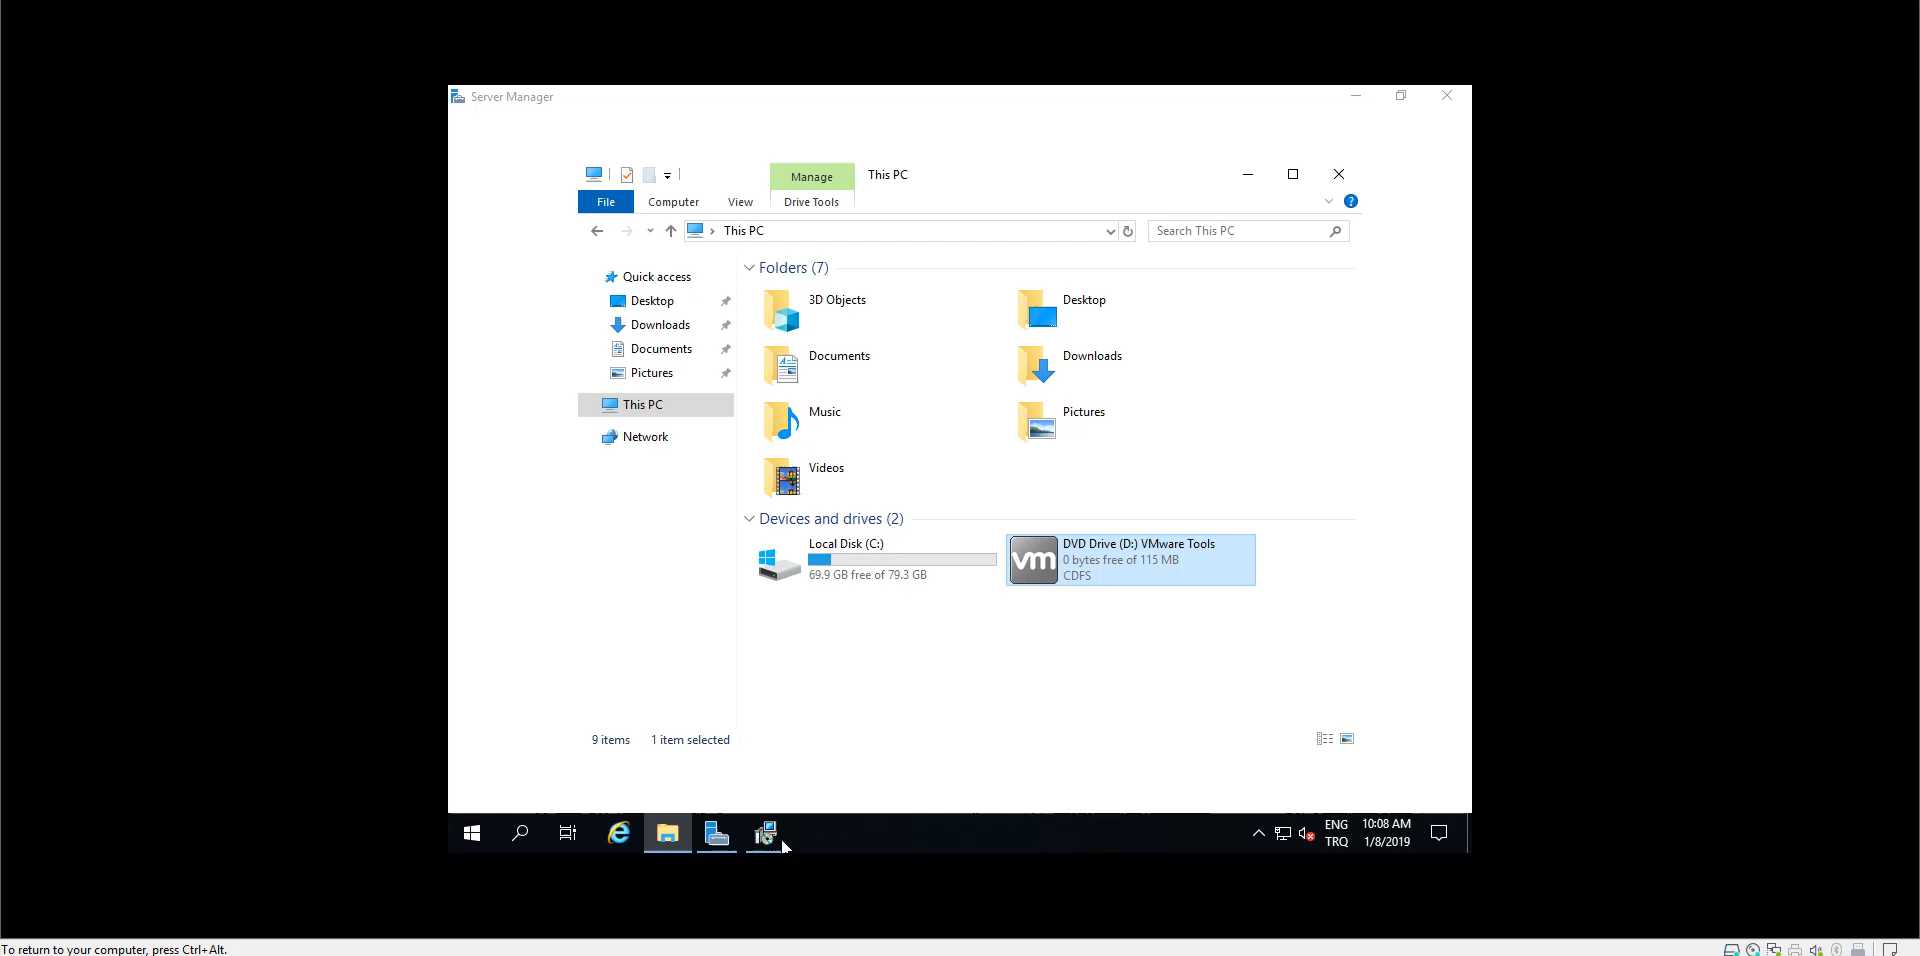 Server Manager
Manage
This PC
File
Computer
View
Drive Tools
This PC
Search This PC
Quick access
Desktop
Downloads
Documents
Pictures
This PC
Network
Folders (7)
3D Objects
Desktop
Documents
Downloads
Music
Pictures
Videos
Devices and drives (2)
Local Disk (C:)
69.9 GB free of 79.3 GB
vm
DVD Drive (D:) VMware Tools
0 bytes free of 115 MB
CDFS
9 items
1 item selected
ENG
TRQ
10:08 AM
1/8/2019
To return to your computer, press Ctrl+Alt.